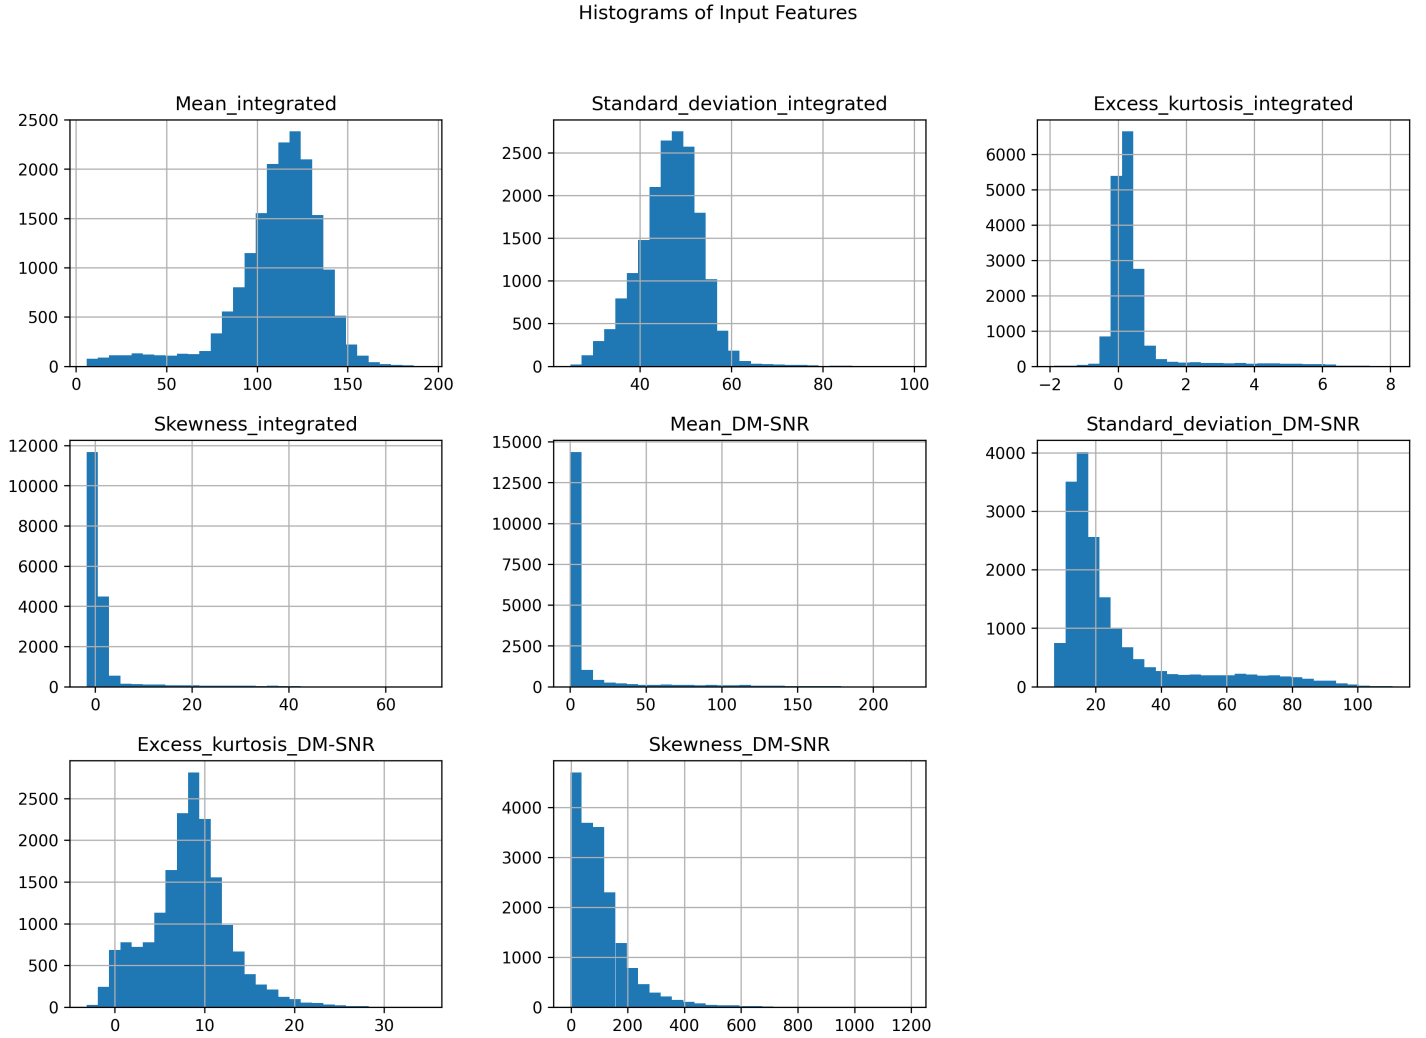 Histograms of Input Features
Mean_integrated
2500
2000
1500
1000
500
0
0 50 100 150 200
Standard_deviation_integrated
2500
2000
1500
1000
500
0
40 60 80 100
Excess_kurtosis_integrated
6000
5000
4000
3000
2000
1000
0
−2 0 2 4 6 8
Skewness_integrated
12000
10000
8000
6000
4000
2000
0
0 20 40 60
Mean_DM-SNR
15000
12500
10000
7500
5000
2500
0
0 50 100 150 200
Standard_deviation_DM-SNR
4000
3000
2000
1000
0
20 40 60 80 100
Excess_kurtosis_DM-SNR
2500
2000
1500
1000
500
0
0 10 20 30
Skewness_DM-SNR
4000
3000
2000
1000
0
0 200 400 600 800 1000 1200